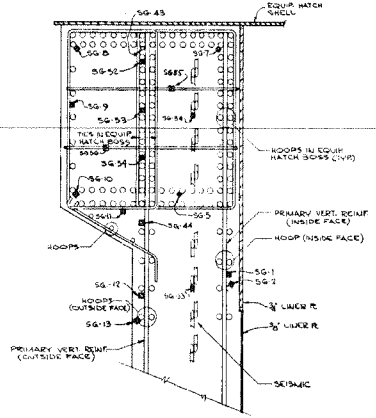 EQUIP. HATCH
SHELL
SG-43
SG-8
SG-7
SG-52
SG-9
SG-53
TIES IN EQUIP.
HATCH BOSS
HOOPS IN EQUIP
HATCH BOSS (TYP.)
SG-54
SG-10
SG-11
SG-5
SG-44
PRIMARY VERT. REINF
(INSIDE FACE)
HOOPS
HOOP (INSIDE FACE)
SG-1
SG-2
SG-12
HOOPS
(OUTSIDE FACE)
SG-13
LINER PL
3/8" LINER PL
PRIMARY VERT. REINF.
(OUTSIDE FACE)
SEISMIC